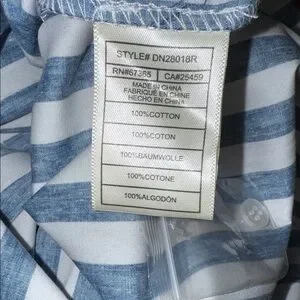 STYLE# DN28018R
RN#67365 CA#25459
MADE IN CHINA
FABRIQUÉ EN CHINE
HECHO EN CHINA
100%COTTON
100%COTON
100%BAUMWOLLE
100%COTONE
100%ALGODÓN